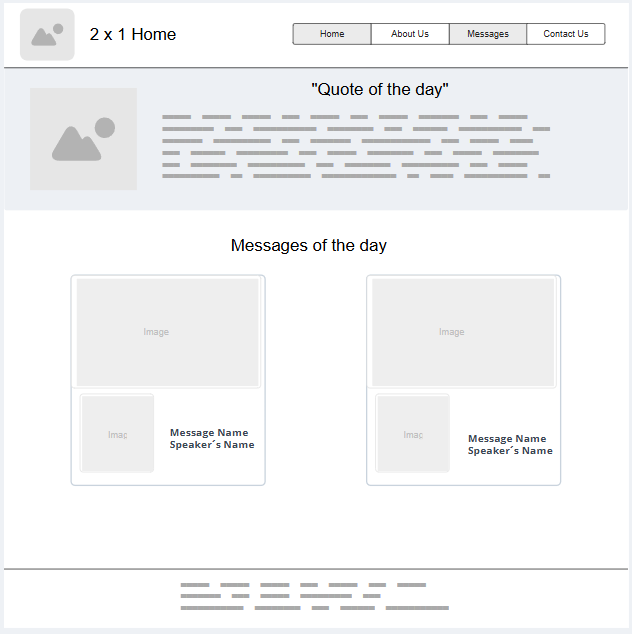 2 x 1 Home
Home About Us Messages Contact Us
"Quote of the day"
Messages of the day
Image
Image
Imag
Message Name
Speaker´s Name
Imag
Message Name
Speaker´s Name